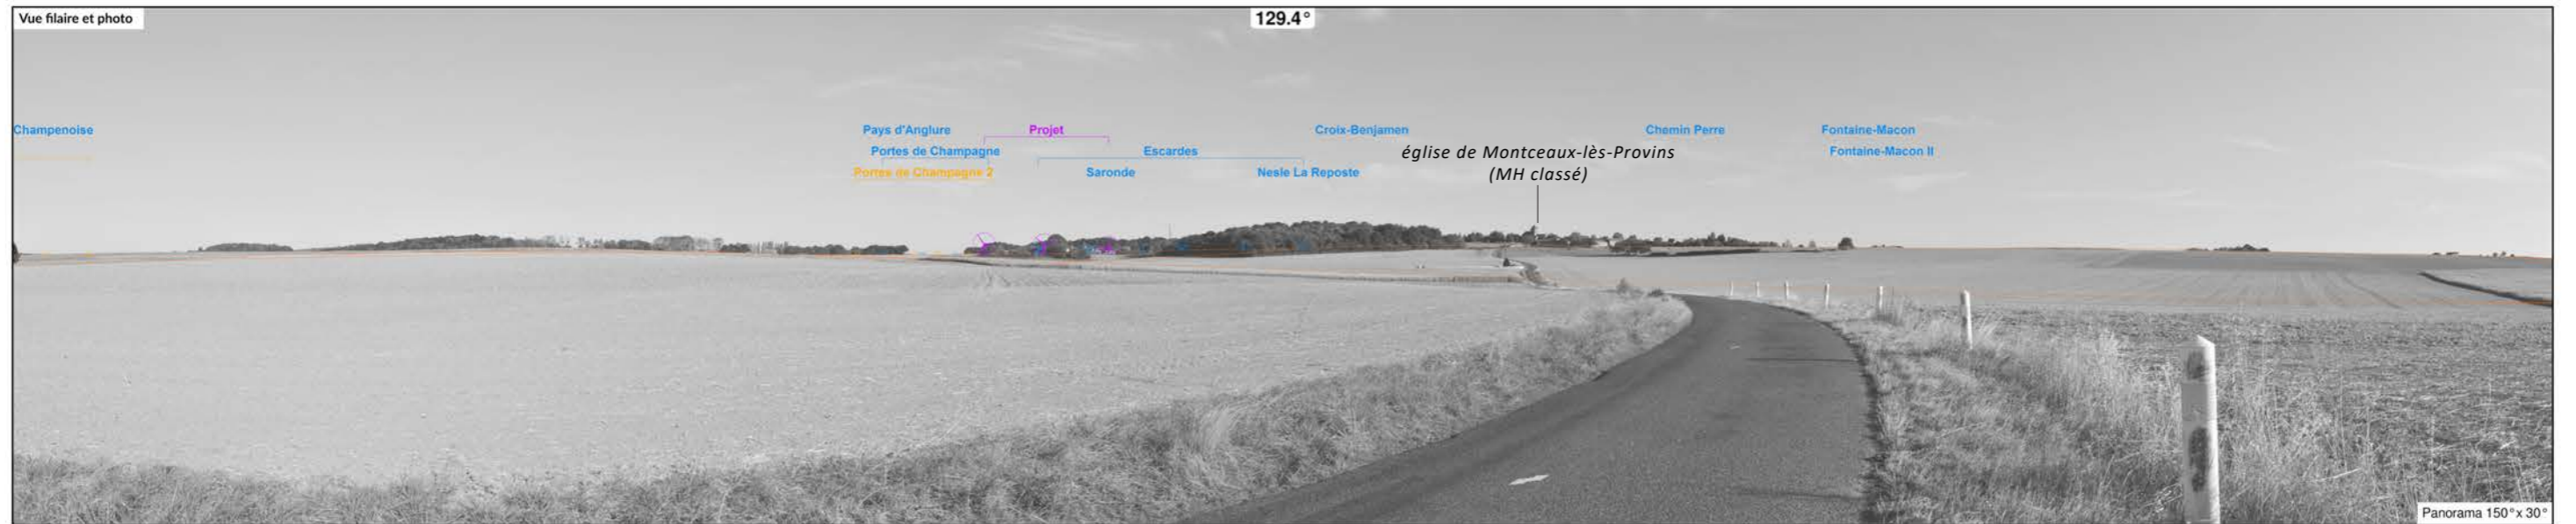 Vue filaire et photo
129.4°
Champenoise
Pays d'Anglure
Projet
Croix-Benjamen
Chemin Perre
Fontaine-Macon
Portes de Champagne
Escardes
église de Montceaux-lès-Provins
Fontaine-Macon II
Portes de Champagne 2
Saronde
Nesle La Reposte
(MH classé)
Panorama 150°x 30°